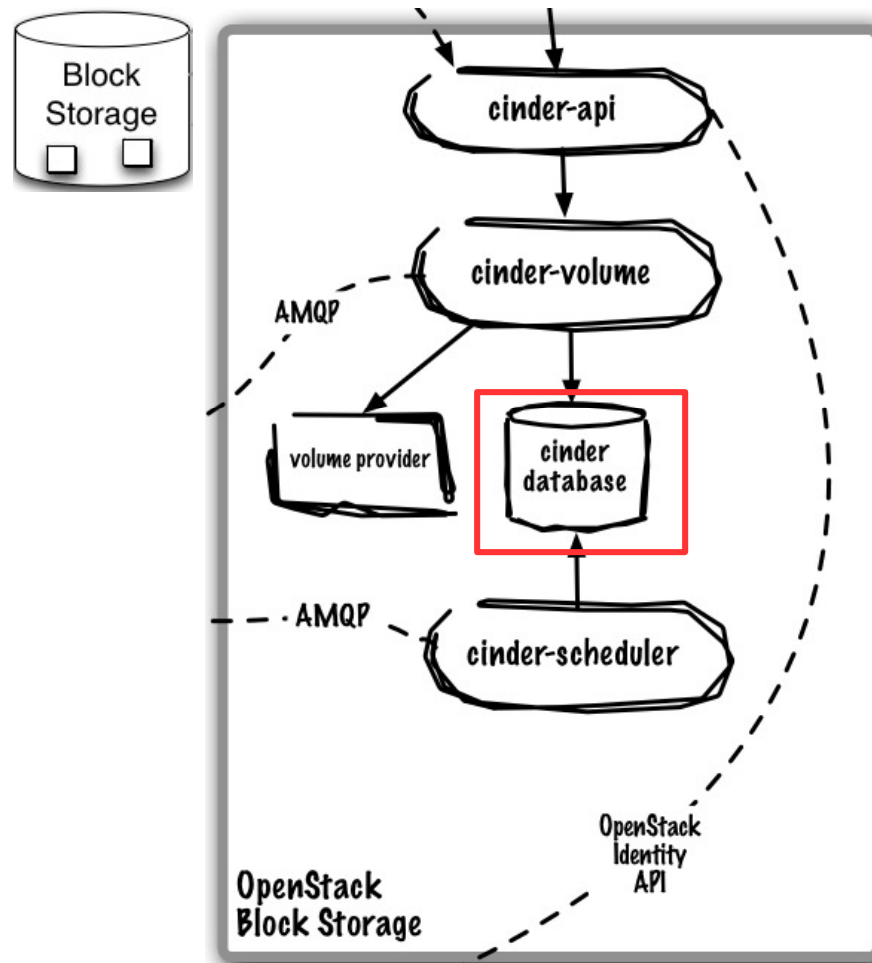 Block
Storage
cinder-api
cinder-volume
AMQP
volume provider
cinder
database
AMQP
cinder-scheduler
OpenStack
Identity
API
OpenStack
Block Storage